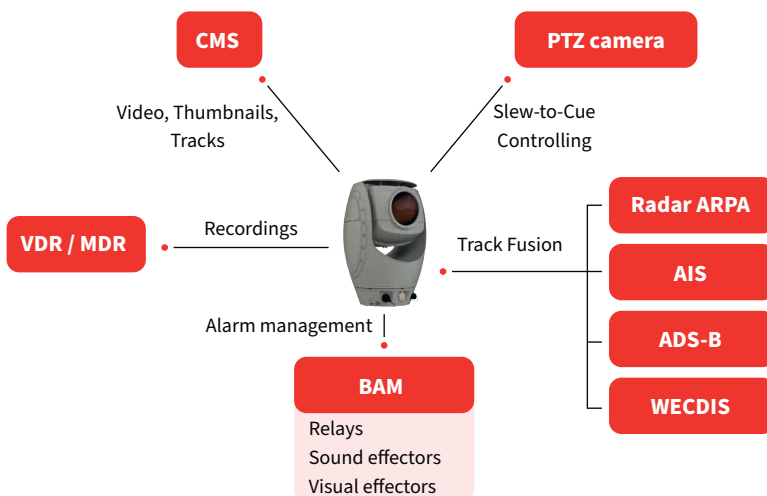 CMS
PTZ camera
Video, Thumbnails,
Tracks
Slew-to-Cue
Controlling
VDR / MDR
Recordings
Track Fusion
Radar ARPA
AIS
ADS-B
WECDIS
Alarm management
BAM
Relays
Sound effectors
Visual effectors